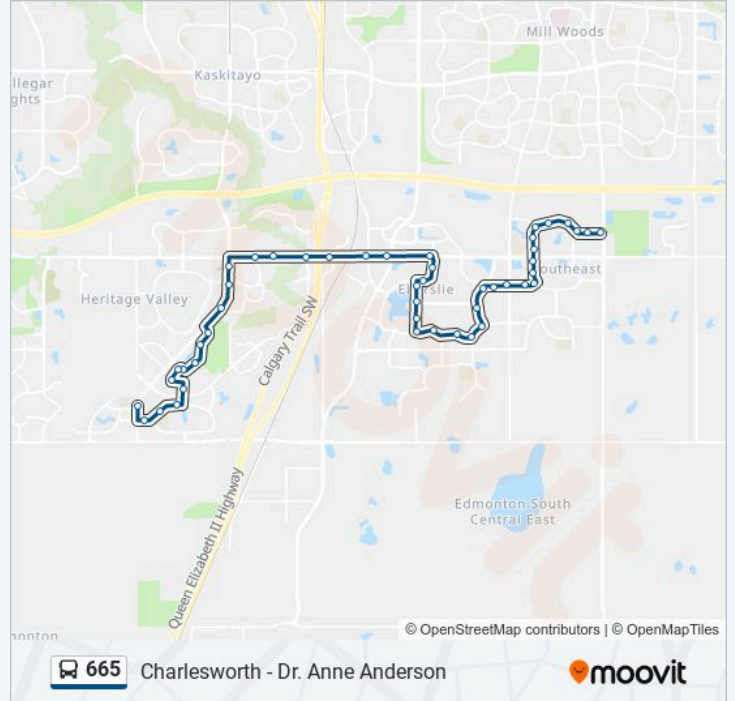 Mill Woods
Kaskitayo
llegar
ghts
Heritage Valley
Ellerslie
outheast
Calgary Trail SW
Edmonton South
Central East
Queen Elizabeth II Highway
monton
© OpenStreetMap contributors | © OpenMapTiles
665 Charlesworth - Dr. Anne Anderson
moovit